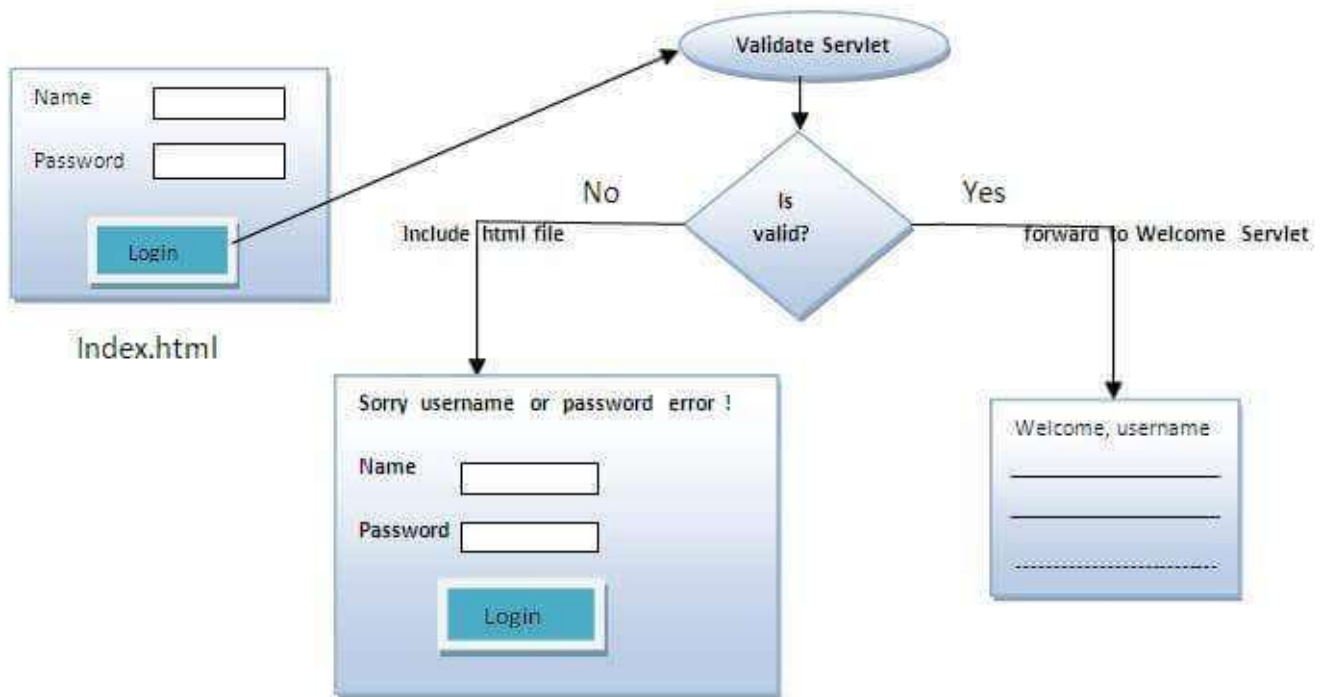 Validate Servlet
Name
Password
Login
Index.html
Is
valid?
No
Include html file
Yes
forward to Welcome Servlet
Sorry username or password error !
Name
Password
Login
Welcome, username